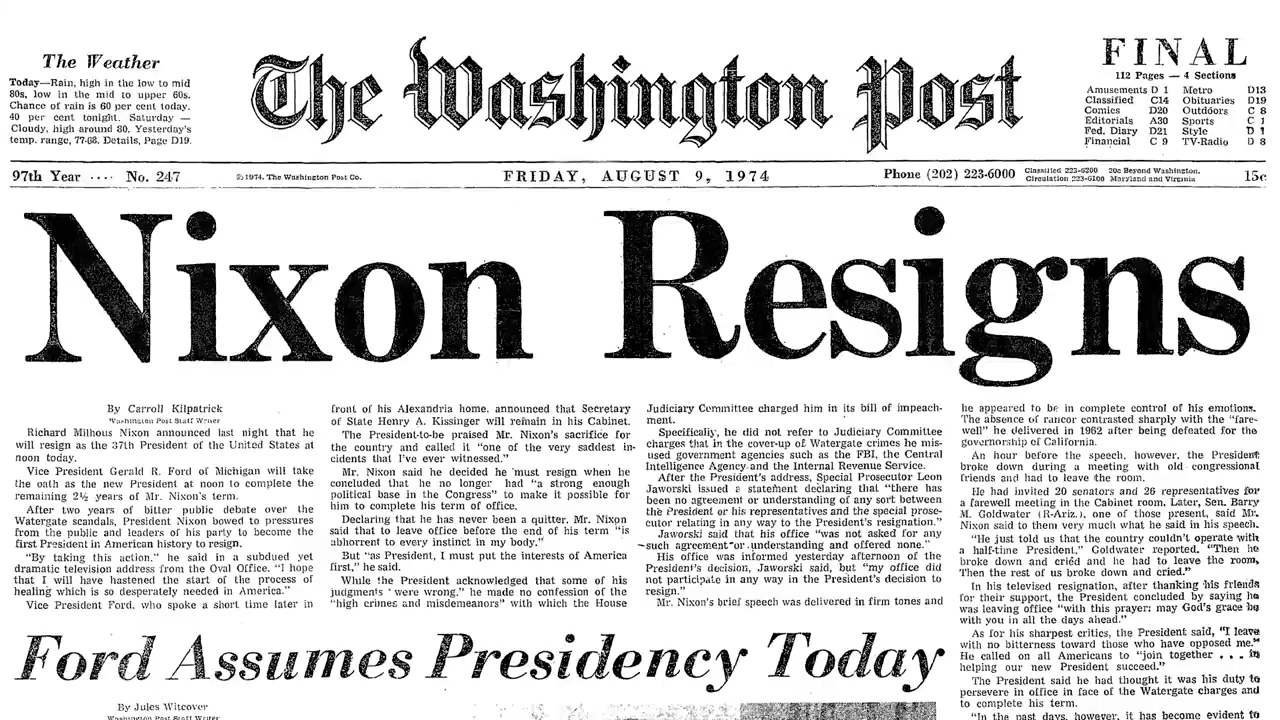 The Weather
Today—Rain, high in the low to mid
80s, low in the mid to upper 60s.
Chance of rain is 60 per cent today.
40 per cent tonight. Saturday —
Cloudy, high around 80. Yesterday's
temp. range, 77-68. Details, Page D19.
The Washington Post
FINAL
112 Pages — 4 Sections
Amusements D 1 Metro D13
Classified C14 Obituaries D19
Comics D20 Outdoors C 8
Editorials A30 Sports C 1
Fed. Diary D21 Style D 1
Financial C 9 TV-Radio D 8
97th Year ···· No. 247
©1974, The Washington Post Co.
FRIDAY, AUGUST 9, 1974
Phone (202) 223-6000
Classified 223-6200 20c Beyond Washington,
Circulation 223-6100 Maryland and Virginia
15c
Nixon Resigns
By Carroll Kilpatrick
Washington Post Staff Writer
Richard Milhous Nixon announced last night that he
will resign as the 37th President of the United States at
noon today.
Vice President Gerald R. Ford of Michigan will take
the oath as the new President at noon to complete the
remaining 2½ years of Mr. Nixon's term.
After two years of bitter public debate over the
Watergate scandals, President Nixon bowed to pressures
from the public and leaders of his party to become the
first President in American history to resign.
"By taking this action," he said in a subdued yet
dramatic television address from the Oval Office. "I hope
that I will have hastened the start of the process of
healing which is so desperately needed in America."
Vice President Ford, who spoke a short time later in
front of his Alexandria home, announced that Secretary
of State Henry A. Kissinger will remain in his Cabinet.
The President-to-be praised Mr. Nixon's sacrifice for
the country and called it "one of the very saddest in-
cidents that I've ever witnessed."
Mr. Nixon said he decided he must resign when he
concluded that he no longer had "a strong enough
political base in the Congress" to make it possible for
him to complete his term of office.
Declaring that he has never been a quitter, Mr. Nixon
said that to leave office before the end of his term "is
abhorrent to every instinct in my body."
But "as President, I must put the interests of America
first," he said.
While the President acknowledged that some of his
judgments "were wrong," he made no confession of the
"high crimes and misdemeanors" with which the House
Judiciary Committee charged him in its bill of impeach-
ment.
Specifically, he did not refer to Judiciary Committee
charges that in the cover-up of Watergate crimes he mis-
used government agencies such as the FBI, the Central
Intelligence Agency and the Internal Revenue Service.
After the President's address, Special Prosecutor Leon
Jaworski issued a statement declaring that "there has
been no agreement or understanding of any sort between
the President or his representatives and the special prose-
cutor relating in any way to the President's resignation."
Jaworski said that his office "was not asked for any
such agreement or understanding and offered none."
His office was informed yesterday afternoon of the
President's decision, Jaworski said, but "my office did
not participate in any way in the President's decision to
resign."
Mr. Nixon's brief speech was delivered in firm tones and
he appeared to be in complete control of his emotions.
The absence of rancor contrasted sharply with the "fare-
well" he delivered in 1962 after being defeated for the
governorship of California.
An hour before the speech, however, the President
broke down during a meeting with old congressional
friends and had to leave the room.
He had invited 20 senators and 26 representatives for
a farewell meeting in the Cabinet room. Later, Sen. Barry
M. Goldwater (R-Ariz.), one of those present, said Mr.
Nixon said to them very much what he said in his speech.
"He just told us that the country couldn't operate with
a half-time President," Goldwater reported. "Then he
broke down and cried and he had to leave the room,
Then the rest of us broke down and cried."
In his televised resignation, after thanking his friends
for their support, the President concluded by saying he
was leaving office "with this prayer: may God's grace be
with you in all the days ahead."
As for his sharpest critics, the President said, "I leave
with no bitterness toward those who have opposed me."
He called on all Americans to "join together . . . in
helping our new President succeed."
The President said he had thought it was his duty to
persevere in office in face of the Watergate charges and
to complete his term.
"In the past days, however, it has become evident to
Ford Assumes Presidency Today
By Jules Witcover
Washington Post Staff Writer